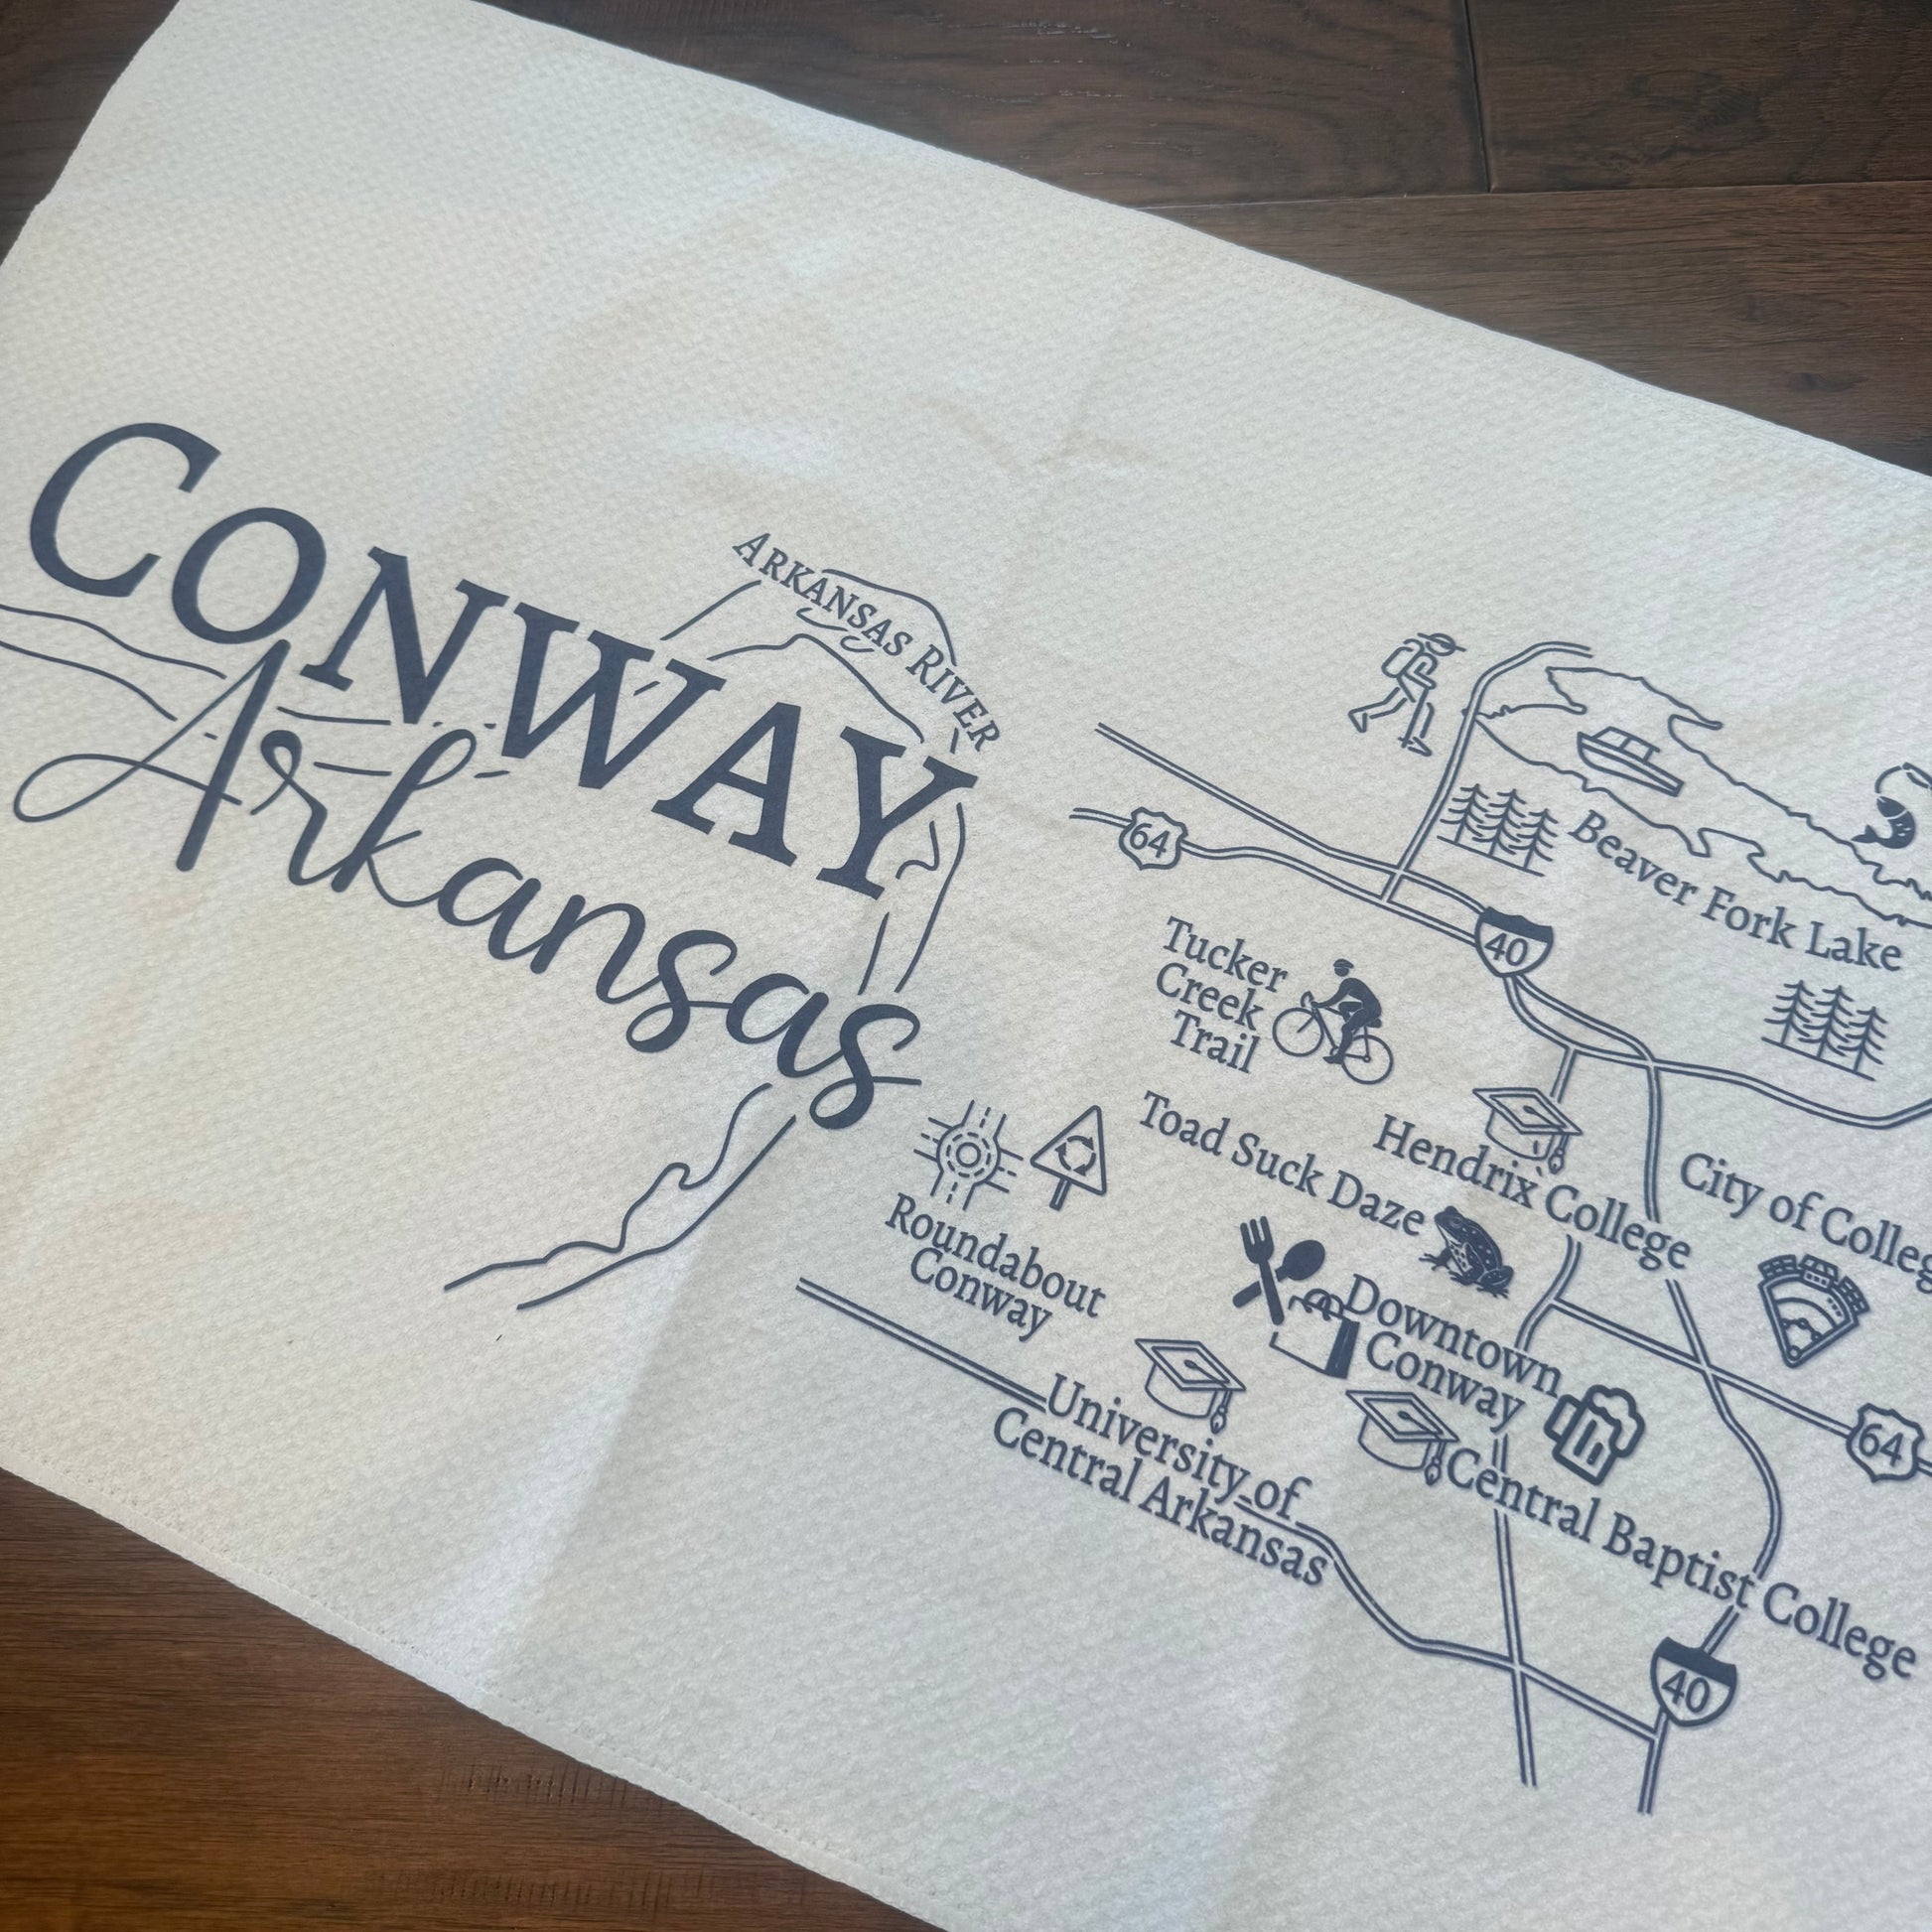 CONWAY
Arkansas
ARKANSAS RIVER
64
40
Beaver Fork Lake
Tucker
Creek
Trail
Toad Suck Daze
Hendrix College
City of
Roundabout
Conway
Downtown
Conway
64
University of
Central Arkansas
Central Baptist College
40